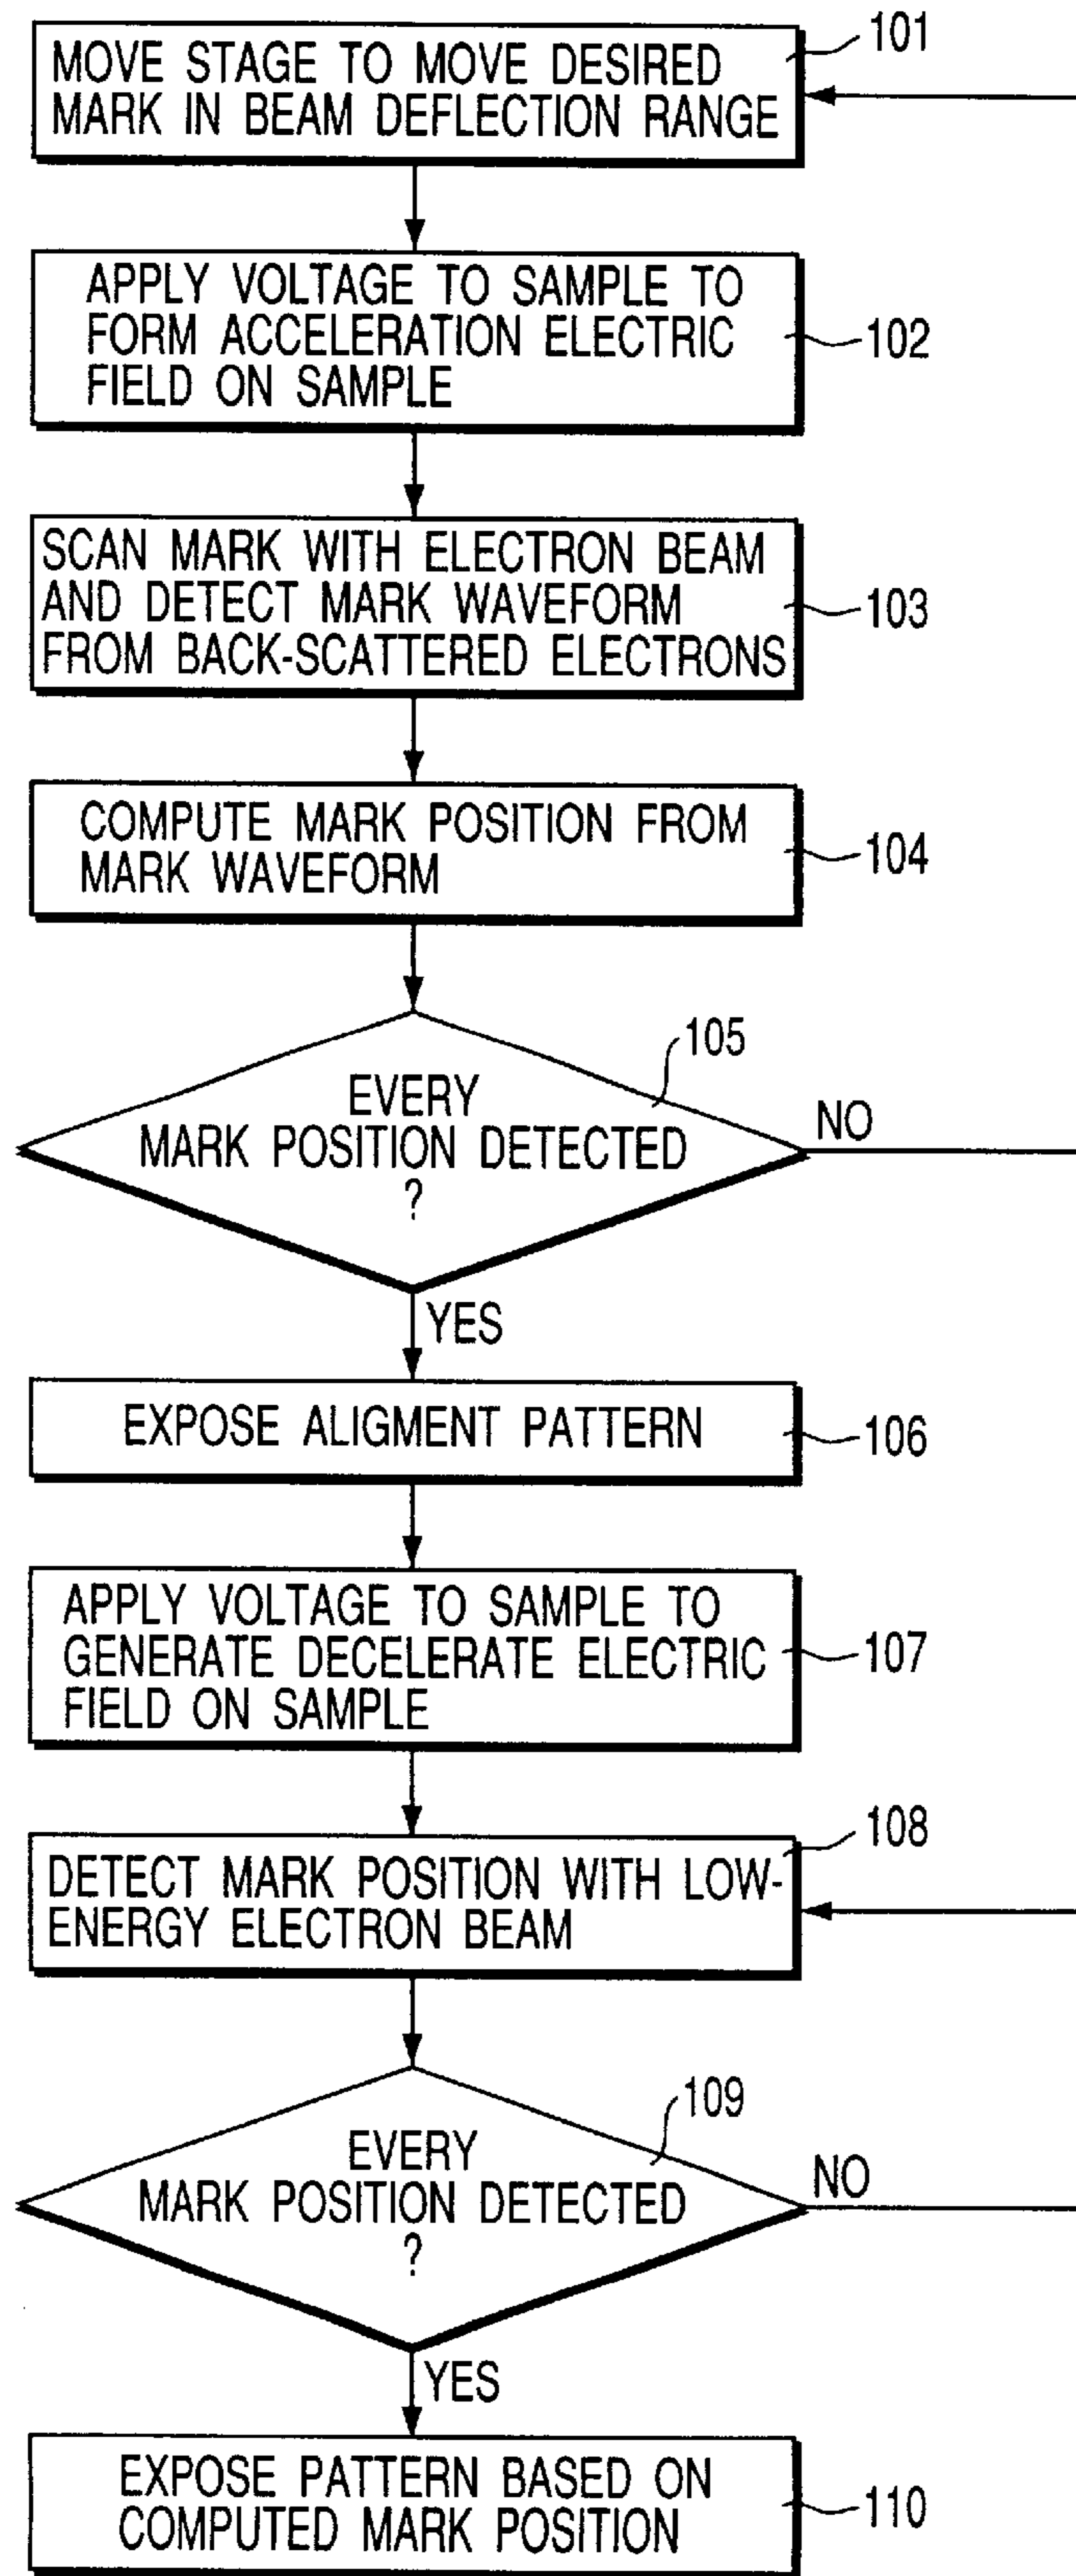 MOVE STAGE TO MOVE DESIRED
MARK IN BEAM DEFLECTION RANGE
101
APPLY VOLTAGE TO SAMPLE TO
FORM ACCELERATION ELECTRIC
FIELD ON SAMPLE
102
SCAN MARK WITH ELECTRON BEAM
AND DETECT MARK WAVEFORM
FROM BACK-SCATTERED ELECTRONS
103
COMPUTE MARK POSITION FROM
MARK WAVEFORM
104
105
EVERY
MARK POSITION DETECTED
?
NO
YES
EXPOSE ALIGMENT PATTERN
106
APPLY VOLTAGE TO SAMPLE TO
GENERATE DECELERATE ELECTRIC
FIELD ON SAMPLE
107
DETECT MARK POSITION WITH LOW-
ENERGY ELECTRON BEAM
108
109
EVERY
MARK POSITION DETECTED
?
NO
YES
EXPOSE PATTERN BASED ON
COMPUTED MARK POSITION
110